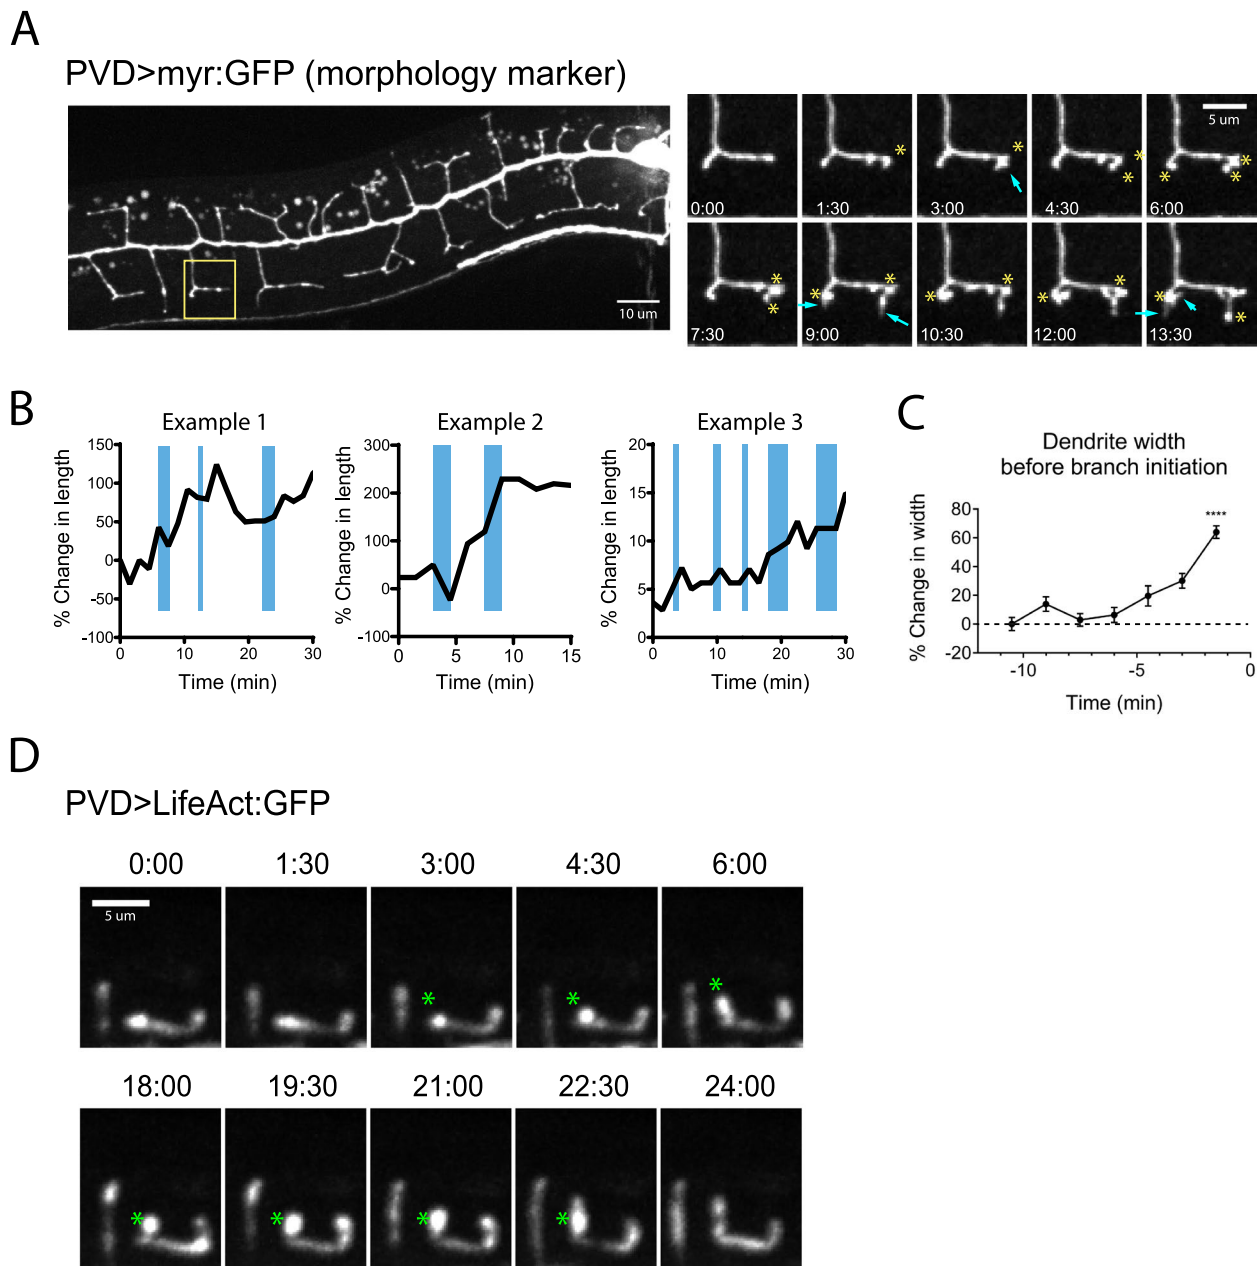 A
PVD>myr:GFP (morphology marker)
10 um
5 um
* * * * * * *
0:00 1:30 3:00 4:30 6:00
* * * * * * * * *
7:30 9:00 10:30 12:00 13:30
B
Example 1
% Change in length
150
100
50
0
-50
-100
0 10 20 30
Time (min)
Example 2
% Change in length
300
200
100
0
-100
0 5 10 15
Time (min)
Example 3
% Change in length
20
15
10
5
0
0 10 20 30
Time (min)
C
Dendrite width
before branch initiation
% Change in width
80
60
40
20
0
-20
****
-10 -5 0
Time (min)
D
PVD>LifeAct:GFP
0:00 1:30 3:00 4:30 6:00
5 um
* * *
18:00 19:30 21:00 22:30 24:00
* * * *